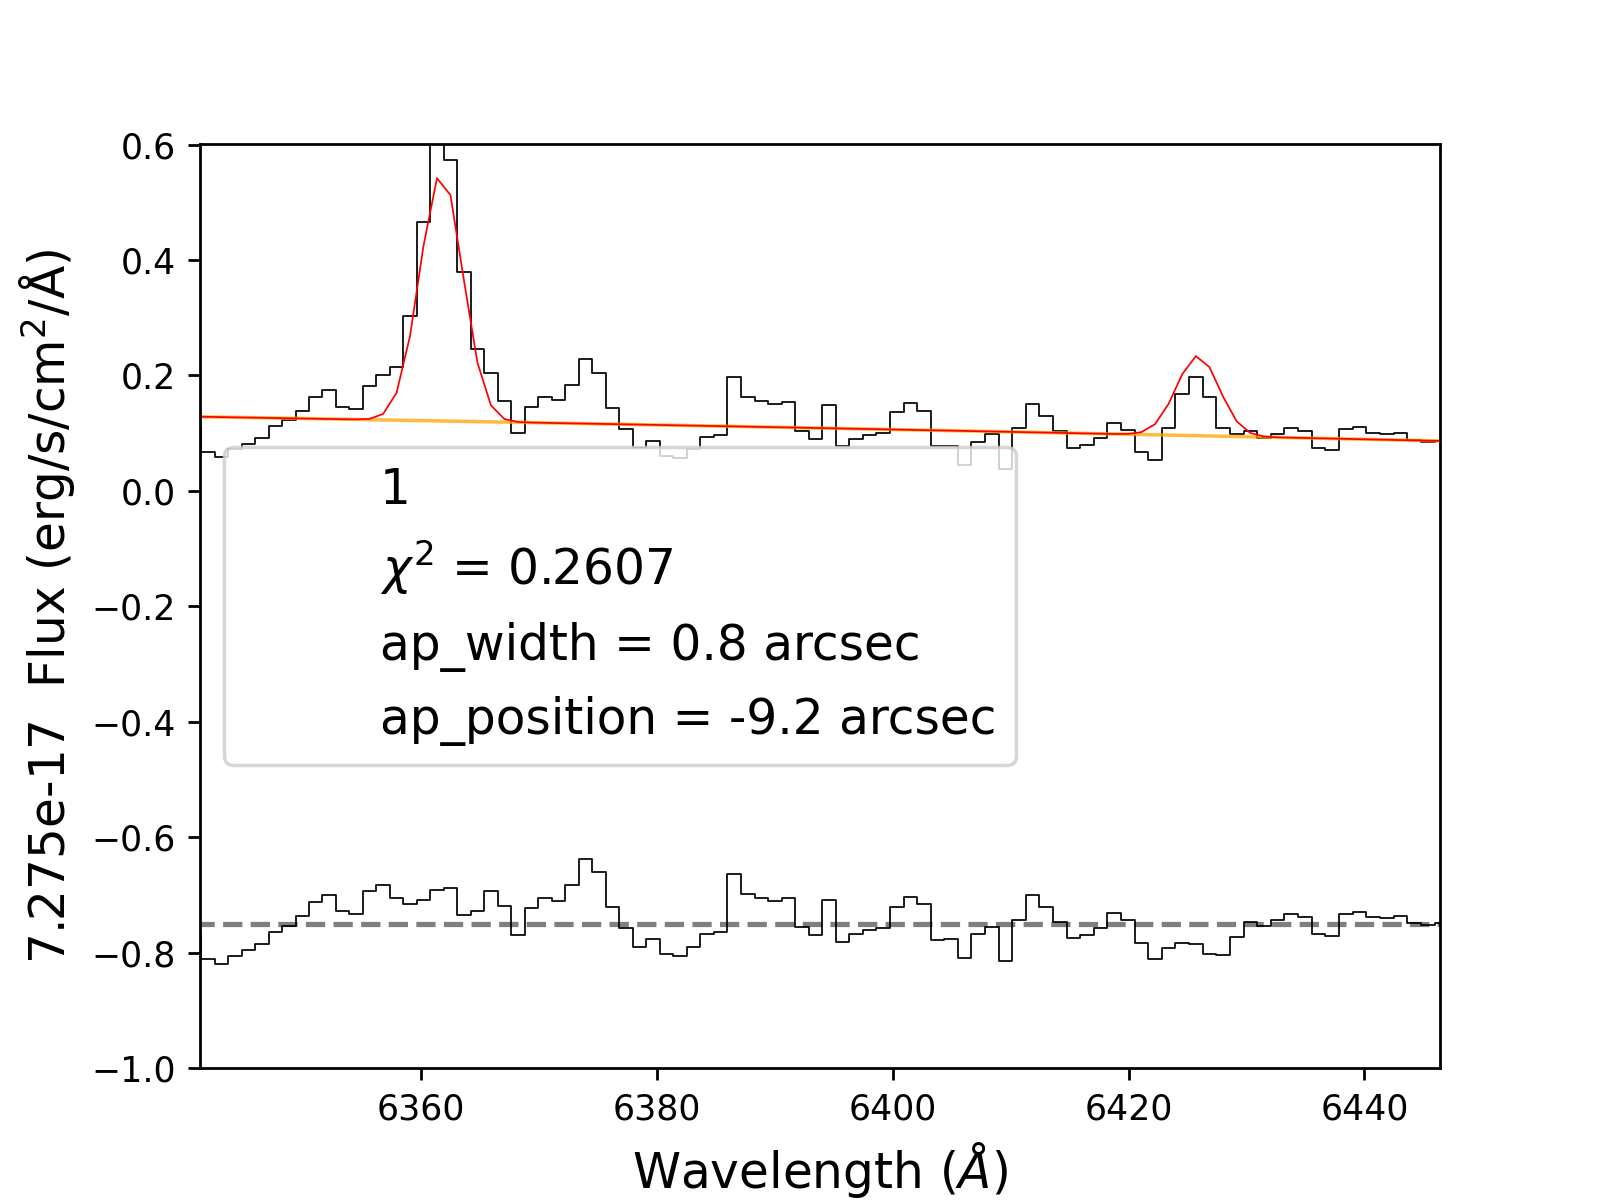 0.6
0.4
0.2
0.0
−0.2
−0.4
−0.6
−0.8
−1.0
7.275e-17 Flux (erg/s/cm²/Å)
1
χ² = 0.2607
ap_width = 0.8 arcsec
ap_position = -9.2 arcsec
6360 6380 6400 6420 6440
Wavelength (Å)